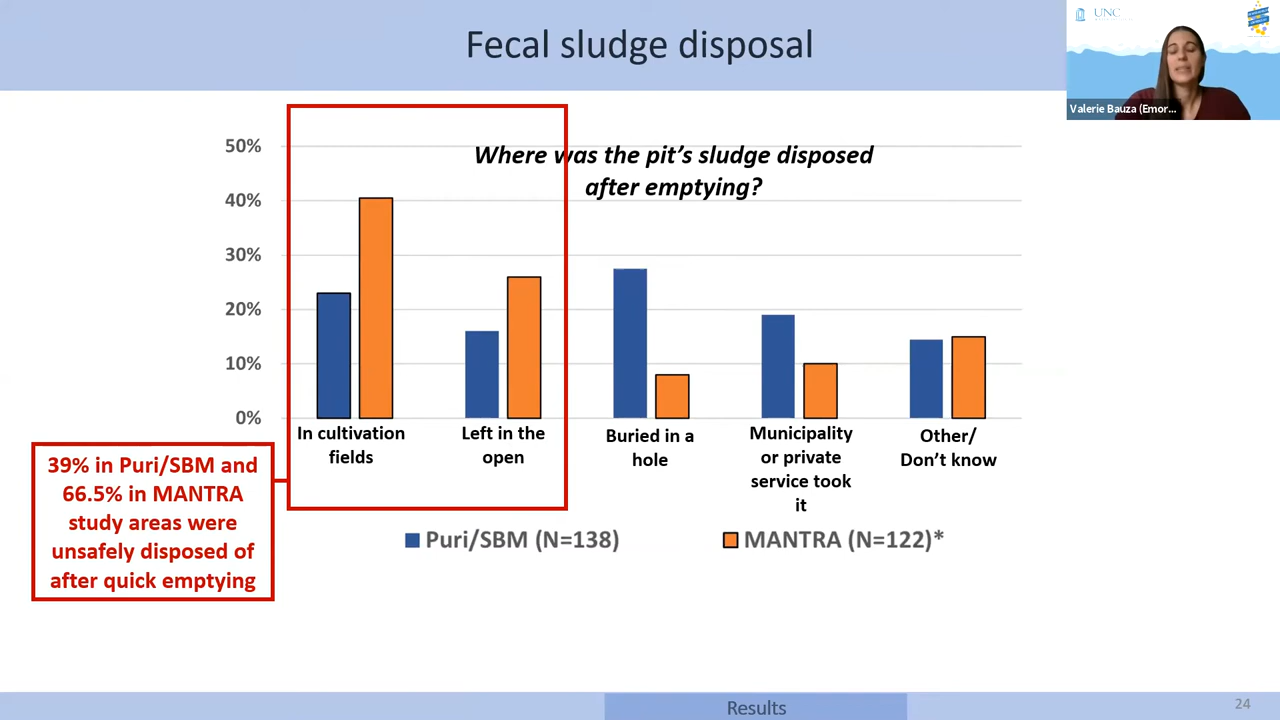 Fecal sludge disposal
UNC
Valerie Bauza (Emor...
Where was the pit's sludge disposed
after emptying?
50%
40%
30%
20%
10%
0%
In cultivation
fields
Left in the
open
Buried in a
hole
Municipality
or private
service took
it
Other/
Don't know
39% in Puri/SBM and
66.5% in MANTRA
study areas were
unsafely disposed of
after quick emptying
Puri/SBM (N=138)
MANTRA (N=122)*
Results
24